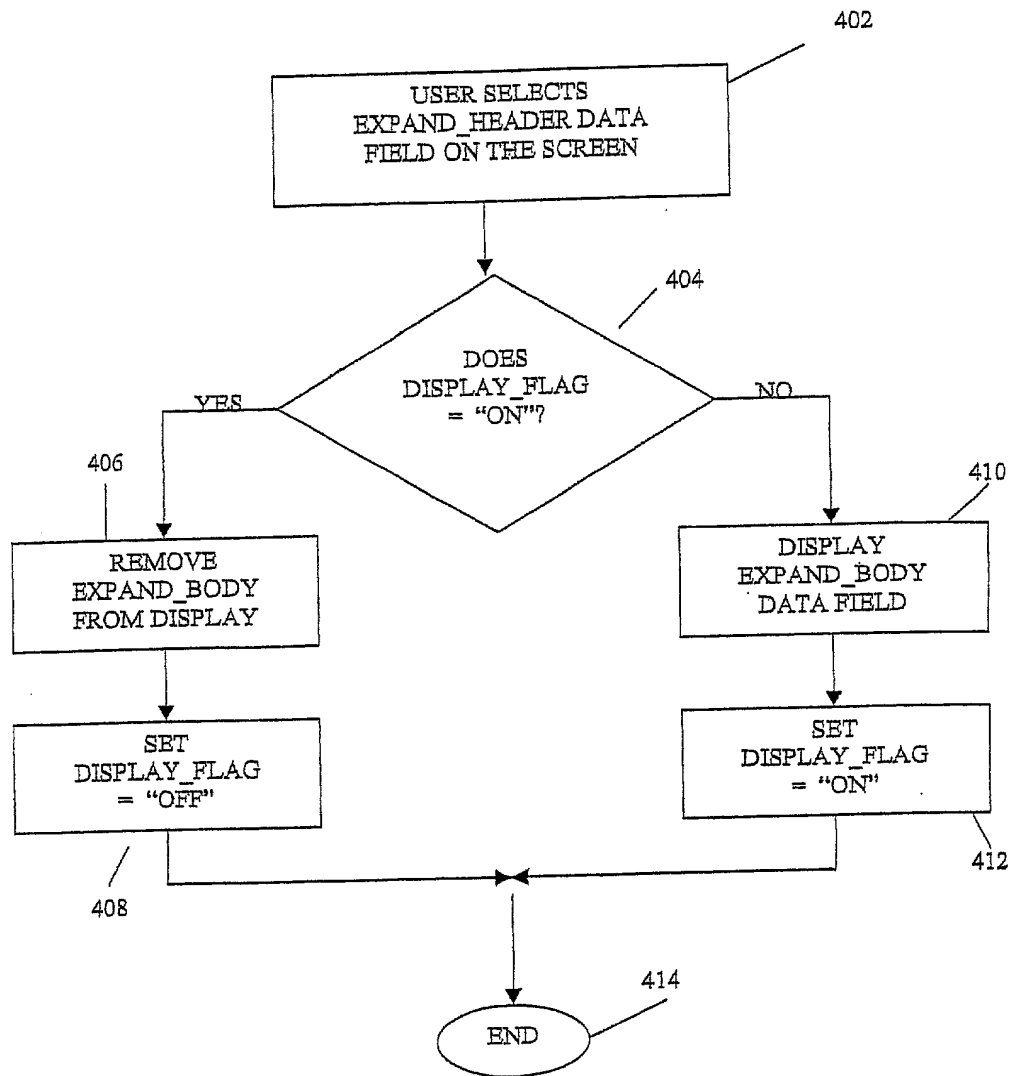 402
USER SELECTS
EXPAND_HEADER DATA
FIELD ON THE SCREEN
404
DOES
DISPLAY_FLAG
= "ON"?
YES
NO
406
REMOVE
EXPAND_BODY
FROM DISPLAY
410
DISPLAY
EXPAND_BODY
DATA FIELD
SET
DISPLAY_FLAG
= "OFF"
408
SET
DISPLAY_FLAG
= "ON"
412
414
END